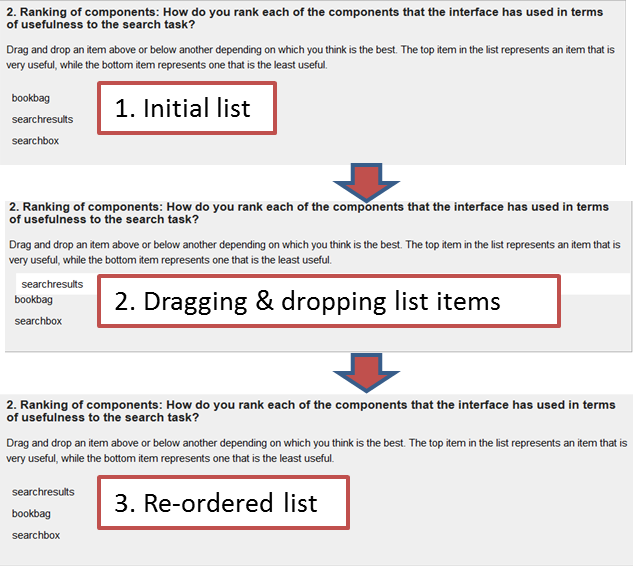 2. Ranking of components: How do you rank each of the components that the interface has used in terms
of usefulness to the search task?
Drag and drop an item above or below another depending on which you think is the best. The top item in the list represents an item that is
very useful, while the bottom item represents one that is the least useful.
bookbag
searchresults
searchbox
1. Initial list
2. Ranking of components: How do you rank each of the components that the interface has used in terms
of usefulness to the search task?
Drag and drop an item above or below another depending on which you think is the best. The top item in the list represents an item that is
very useful, while the bottom item represents one that is the least useful.
searchresults
bookbag
searchbox
2. Dragging & dropping list items
2. Ranking of components: How do you rank each of the components that the interface has used in terms
of usefulness to the search task?
Drag and drop an item above or below another depending on which you think is the best. The top item in the list represents an item that is
very useful, while the bottom item represents one that is the least useful.
searchresults
bookbag
searchbox
3. Re-ordered list